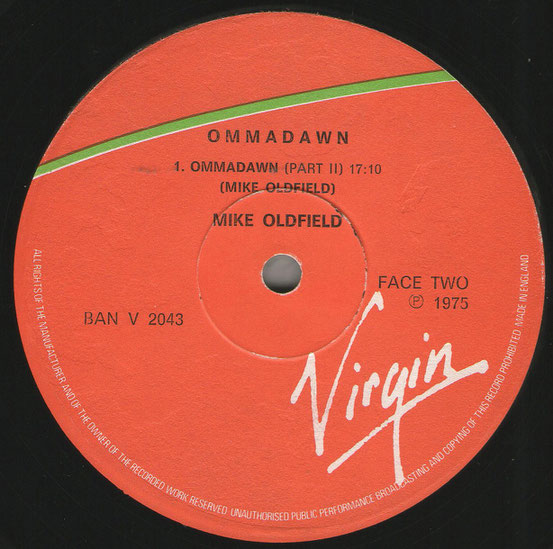 OMMADAWN
1. OMMADAWN (PART II) 17:10
(MIKE OLDFIELD)
MIKE OLDFIELD
BAN V 2043
FACE TWO
℗ 1975
Virgin
ALL RIGHTS OF THE MANUFACTURER AND OF THE OWNER OF THE RECORDED WORK RESERVED UNAUTHORISED PUBLIC PERFORMANCE BROADCASTING AND COPYING OF THIS RECORD PROHIBITED MADE IN ENGLAND